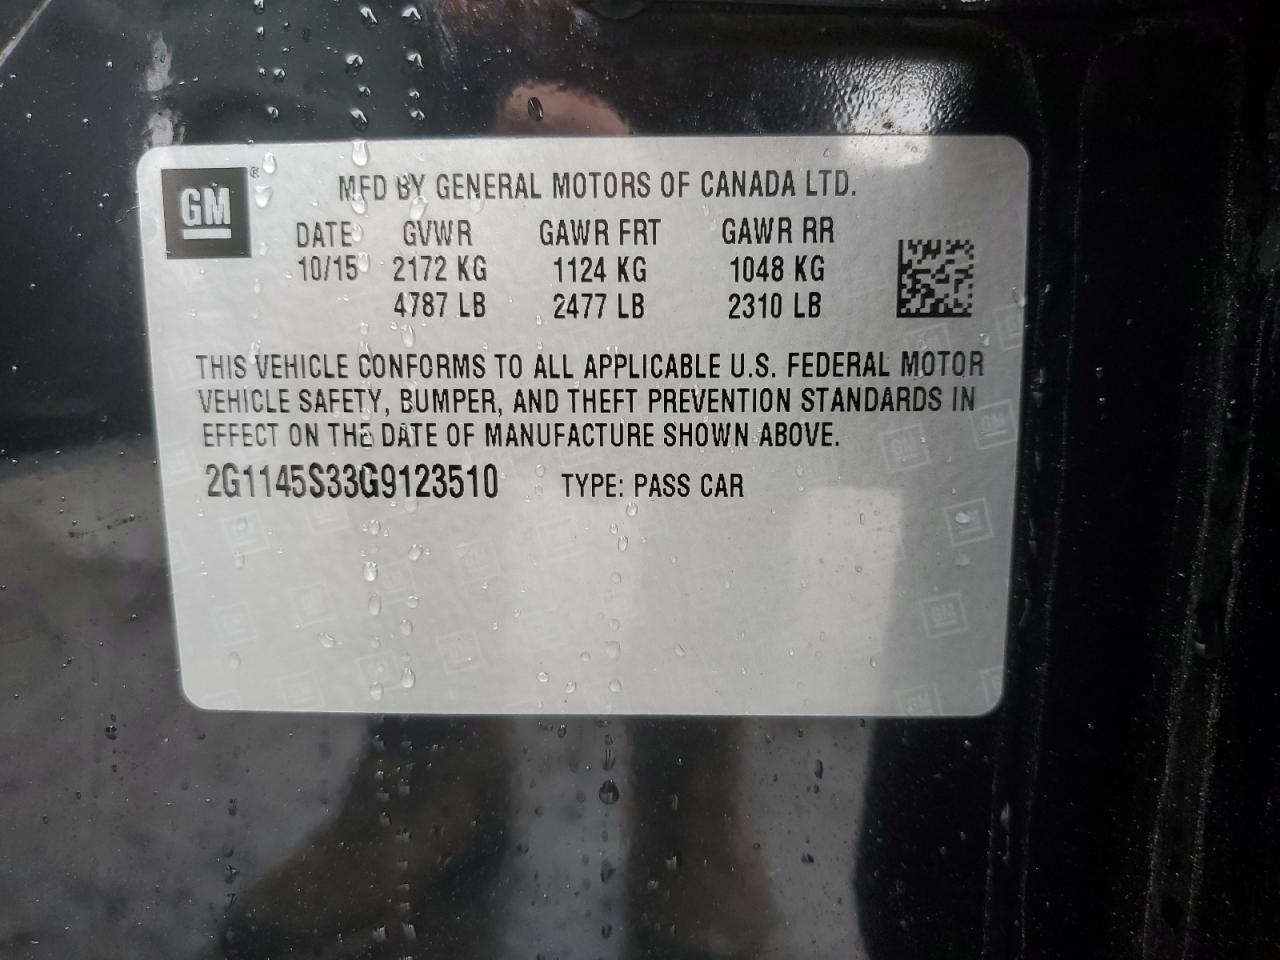 GM ®
MFD BY GENERAL MOTORS OF CANADA LTD.
DATE GVWR GAWR FRT GAWR RR
10/15 2172 KG 1124 KG 1048 KG
4787 LB 2477 LB 2310 LB
THIS VEHICLE CONFORMS TO ALL APPLICABLE U.S. FEDERAL MOTOR
VEHICLE SAFETY, BUMPER, AND THEFT PREVENTION STANDARDS IN
EFFECT ON THE DATE OF MANUFACTURE SHOWN ABOVE.
2G1145S33G9123510 TYPE: PASS CAR